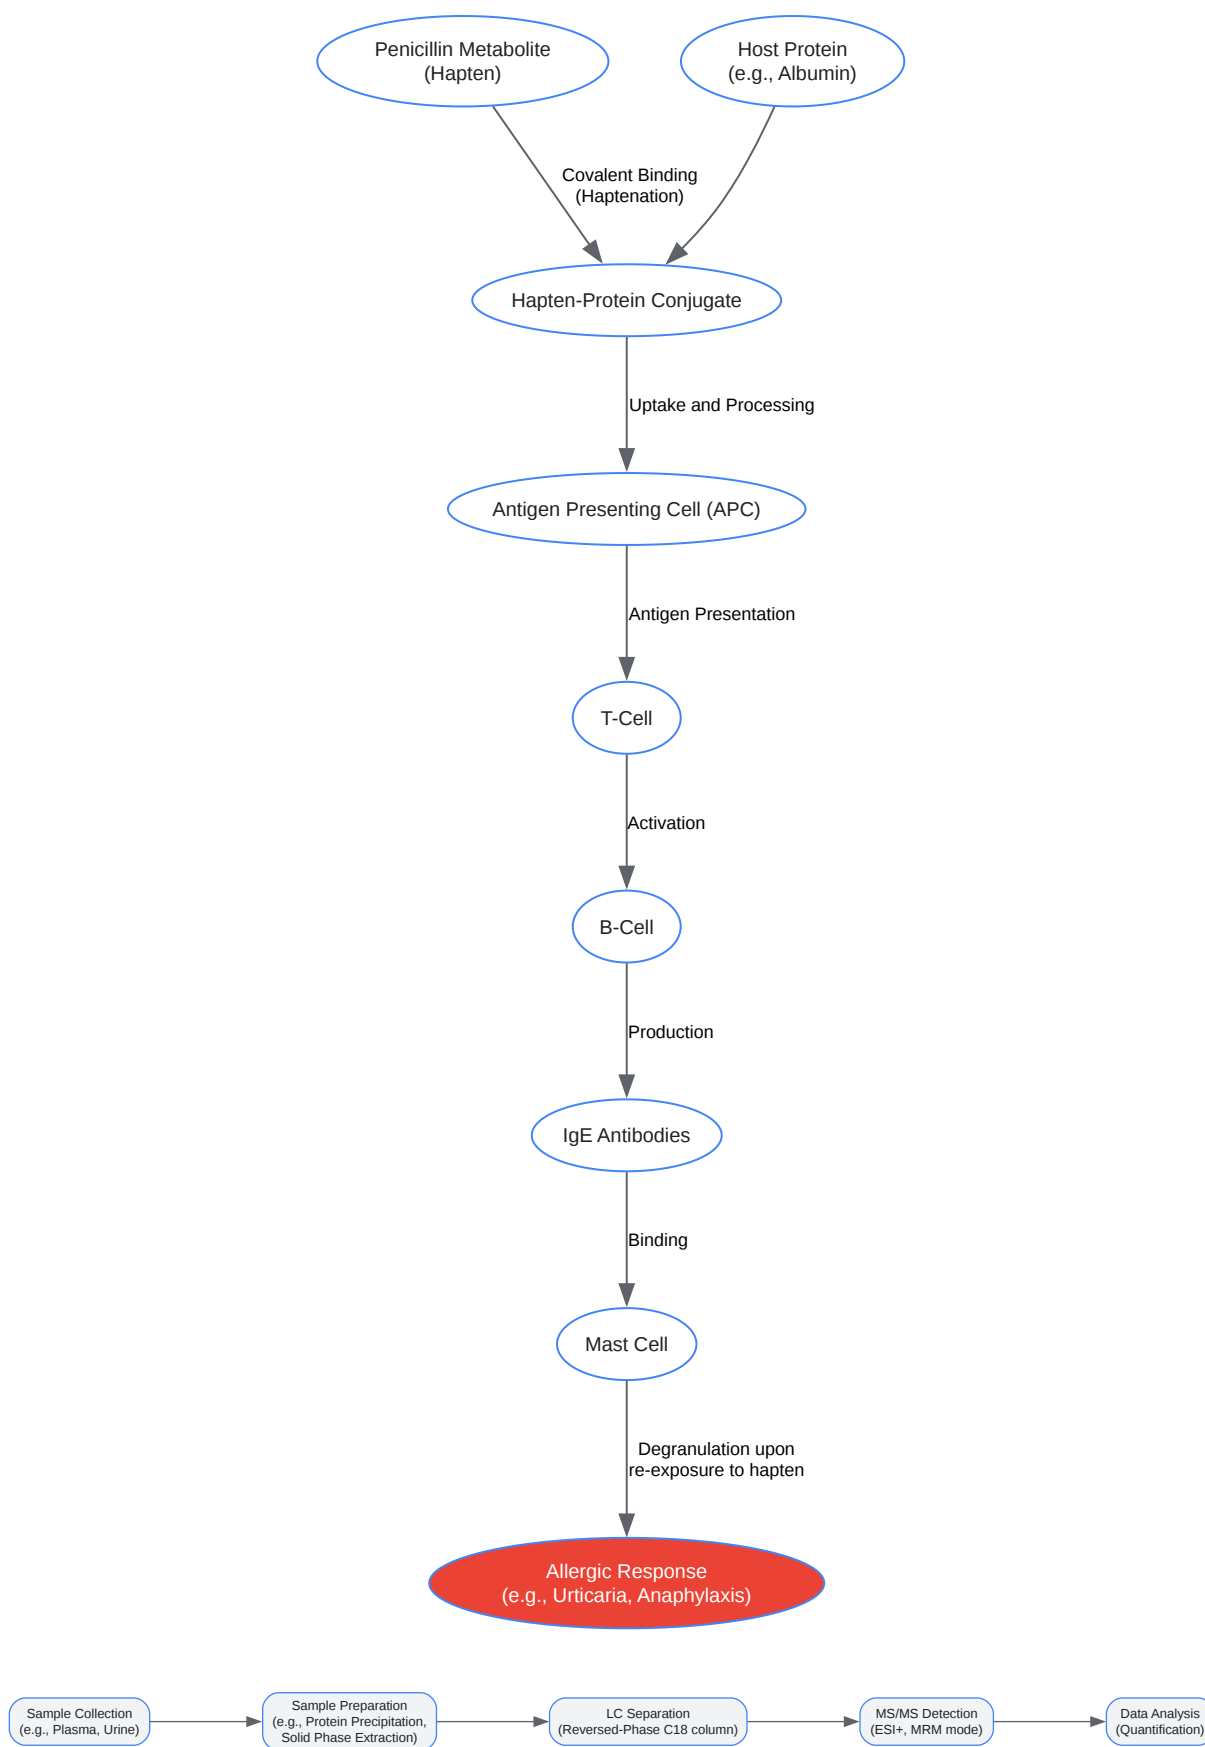 Penicillin Metabolite
(Hapten)
Host Protein
(e.g., Albumin)
Covalent Binding
(Haptenation)
Hapten-Protein Conjugate
Uptake and Processing
Antigen Presenting Cell (APC)
Antigen Presentation
T-Cell
Activation
B-Cell
Production
IgE Antibodies
Binding
Mast Cell
Degranulation upon
re-exposure to hapten
Allergic Response
(e.g., Urticaria, Anaphylaxis)
Sample Collection
(e.g., Plasma, Urine)
Sample Preparation
(e.g., Protein Precipitation,
Solid Phase Extraction)
LC Separation
(Reversed-Phase C18 column)
MS/MS Detection
(ESI+, MRM mode)
Data Analysis
(Quantification)